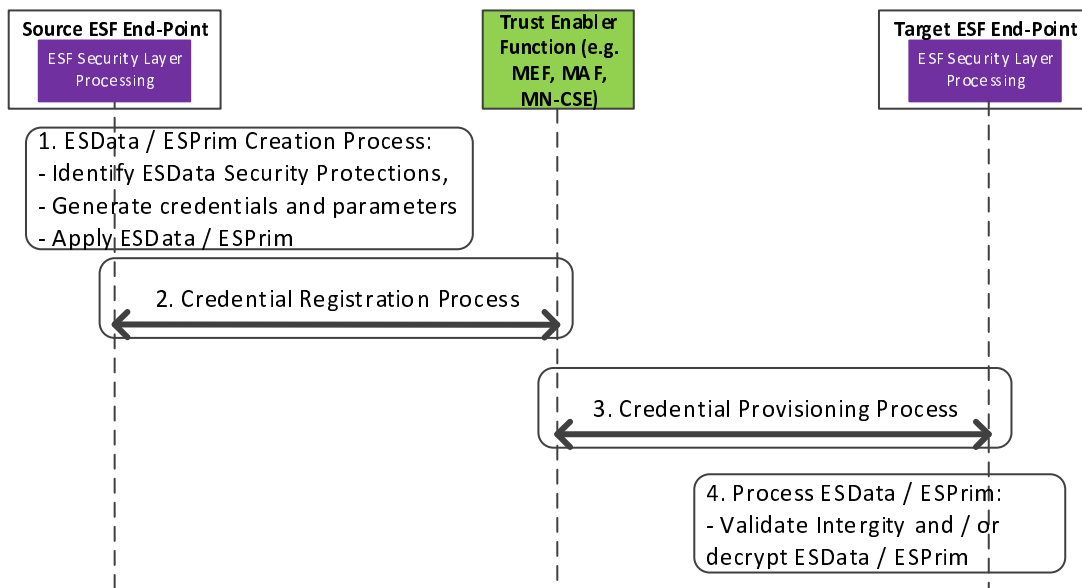 Source ESF End-Point
ESF Security Layer
Processing
Trust Enabler
Function (e.g.
MEF, MAF,
MN-CSE)
Target ESF End-Point
ESF Security Layer
Processing
1. ESData / ESPrim Creation Process:
- Identify ESData Security Protections,
- Generate credentials and parameters
- Apply ESData / ESPrim
2. Credential Registration Process
3. Credential Provisioning Process
4. Process ESData / ESPrim:
- Validate Intergity and / or
decrypt ESData / ESPrim